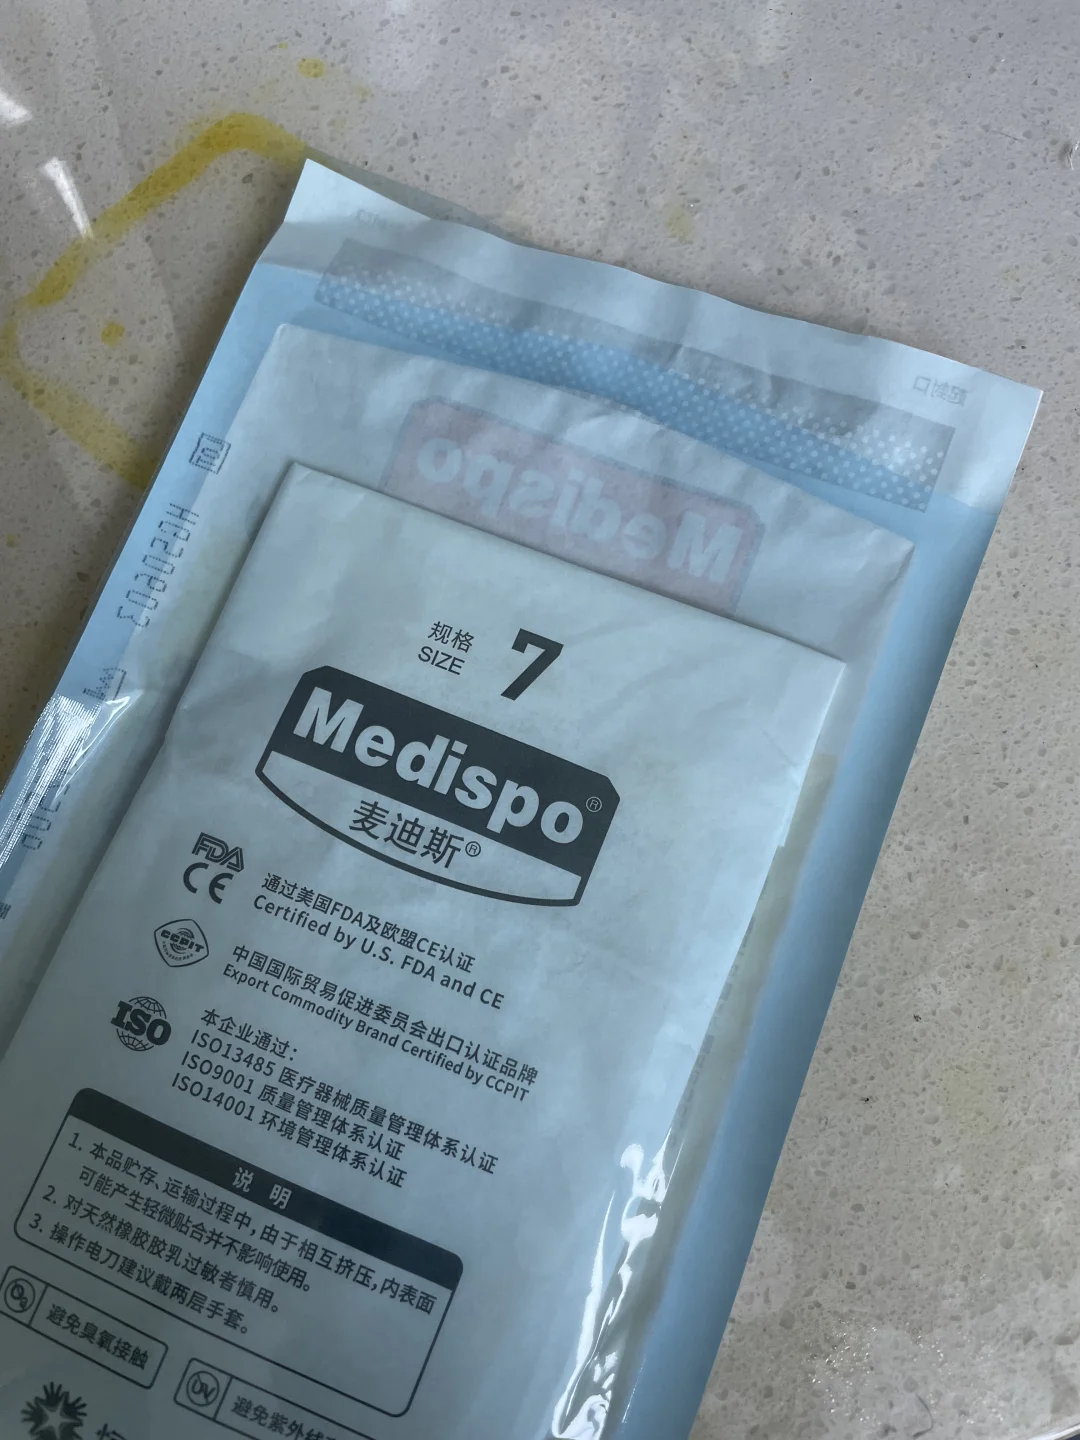 规格
SIZE 7
Medispo®
麦迪斯®
FDA
CE
通过美国FDA及欧盟CE认证
Certified by U.S. FDA and CE
CCPIT
中国国际贸易促进委员会出口认证品牌
Export Commodity Brand Certified by CCPIT
ISO
本企业通过：
ISO13485 医疗器械质量管理体系认证
ISO9001 质量管理体系认证
ISO14001 环境管理体系认证
说 明
1. 本品贮存、运输过程中，由于相互挤压，内表面
可能产生轻微贴合并不影响使用。
2. 对天然橡胶胶乳过敏者慎用。
3. 操作电刀建议戴两层手套。
避免臭氧接触
UV
避免紫外线
Medispo